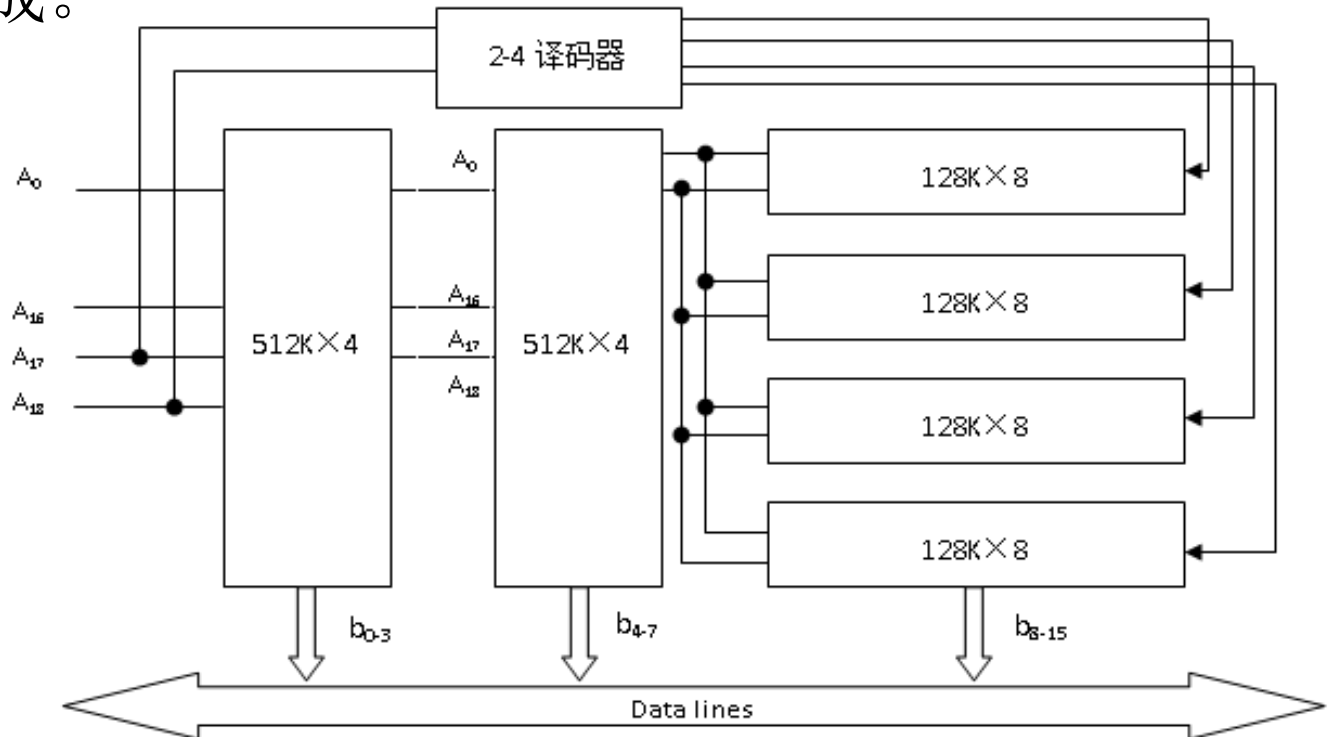 成。
2-4 译码器
A₀
A₁₆
A₁₇
A₁₈
512K×4
A₀
A₁₆
A₁₇
A₁₈
512K×4
128K×8
128K×8
128K×8
128K×8
b₀₋₃
b₄₋₇
b₈₋₁₅
Data lines